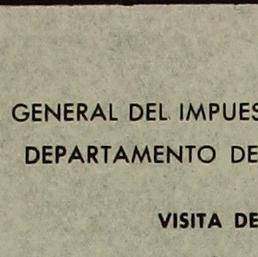 GENERAL DEL IMPUES
DEPARTAMENTO DE
VISITA DE